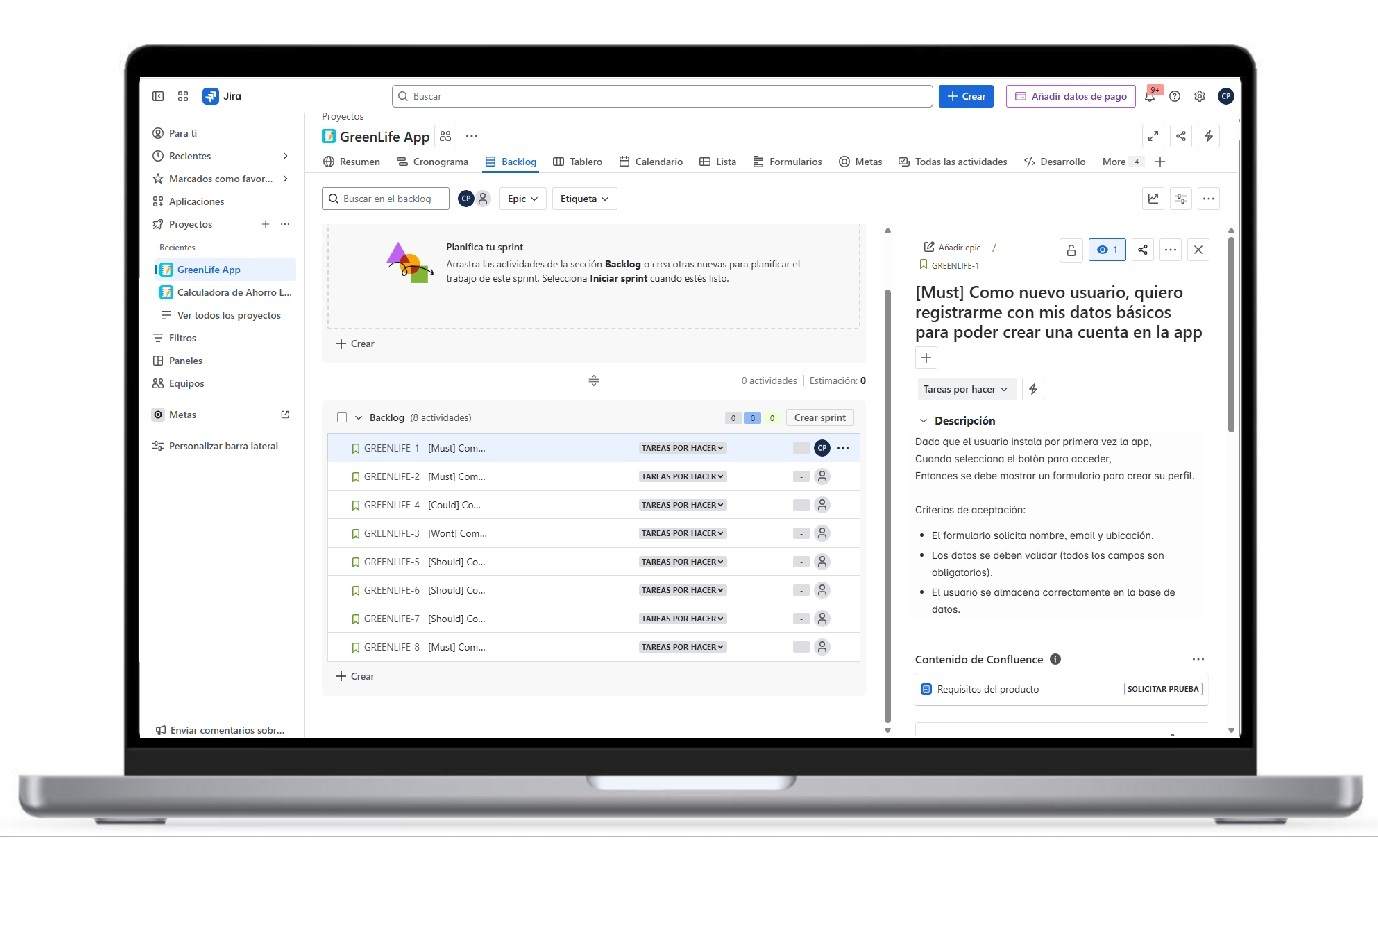 Jira
Buscar
+ Crear
Añadir datos de pago
9+
CP
Para ti
Recientes
Marcados como favor...
Aplicaciones
Proyectos
Recientes
GreenLife App
Calculadora de Ahorro L...
Ver todos los proyectos
Filtros
Paneles
Equipos
Metas
Personalizar barra lateral
Enviar comentarios sobr...
Proyectos
GreenLife App
Resumen
Cronograma
Backlog
Tablero
Calendario
Lista
Formularios
Metas
Todas las actividades
Desarrollo
More 4
Buscar en el backlog
CP
Epic
Etiqueta
Planifica tu sprint
Arrastra las actividades de la sección Backlog o crea otras nuevas para planificar el
trabajo de este sprint. Selecciona Iniciar sprint cuando estés listo.
+ Crear
0 actividades | Estimación: 0
Backlog (8 actividades) 0 0 0 Crear sprint
GREENLIFE-1 [Must] Com... TAREAS POR HACER CP
GREENLIFE-2 [Must] Com... TAREAS POR HACER -
GREENLIFE-4 [Could] Co... TAREAS POR HACER
GREENLIFE-3 [Wont] Com... TAREAS POR HACER -
GREENLIFE-5 [Should] Co... TAREAS POR HACER -
GREENLIFE-6 [Should] Co... TAREAS POR HACER -
GREENLIFE-7 [Should] Co... TAREAS POR HACER -
GREENLIFE-8 [Must] Com... TAREAS POR HACER
+ Crear
Añadir epic /
GREENLIFE-1
1
[Must] Como nuevo usuario, quiero
registrarme con mis datos básicos
para poder crear una cuenta en la app
Tareas por hacer
Descripción
Dado que el usuario instala por primera vez la app,
Cuando selecciona el botón para acceder,
Entonces se debe mostrar un formulario para crear su perfil.
Criterios de aceptación:
• El formulario solicita nombre, email y ubicación.
• Los datos se deben validar (todos los campos son
obligatorios).
• El usuario se almacena correctamente en la base de
datos.
Contenido de Confluence
Requisitos del producto
SOLICITAR PRUEBA